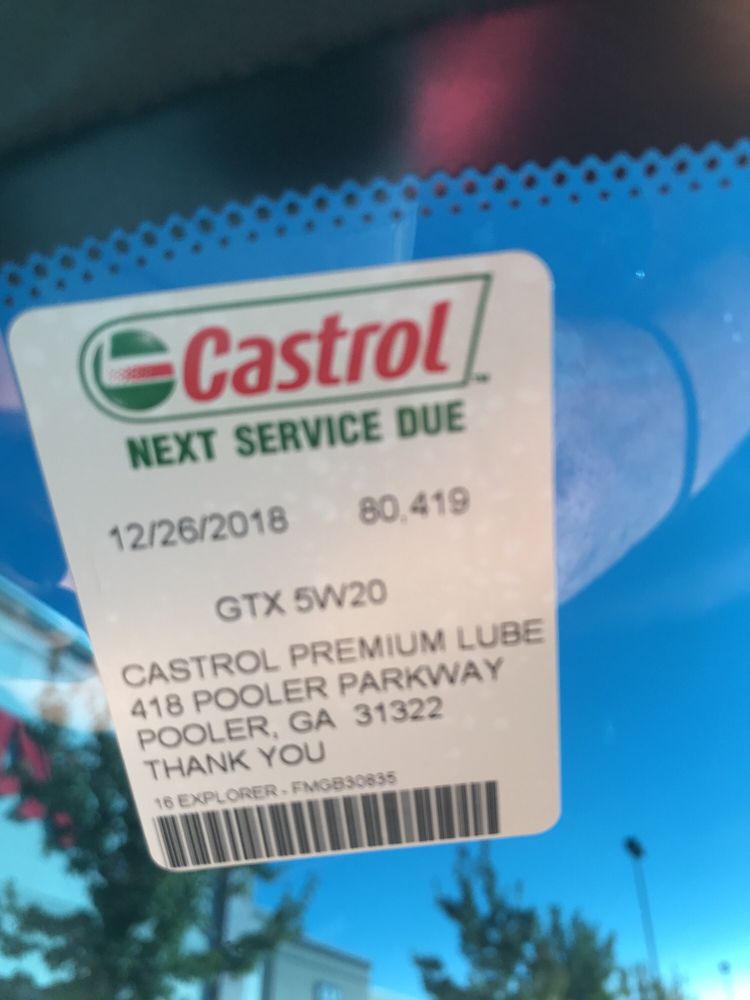 Castrol™
NEXT SERVICE DUE
12/26/2018 80,419
GTX 5W20
CASTROL PREMIUM LUBE
418 POOLER PARKWAY
POOLER, GA 31322
THANK YOU
16 EXPLORER - FMGB30835